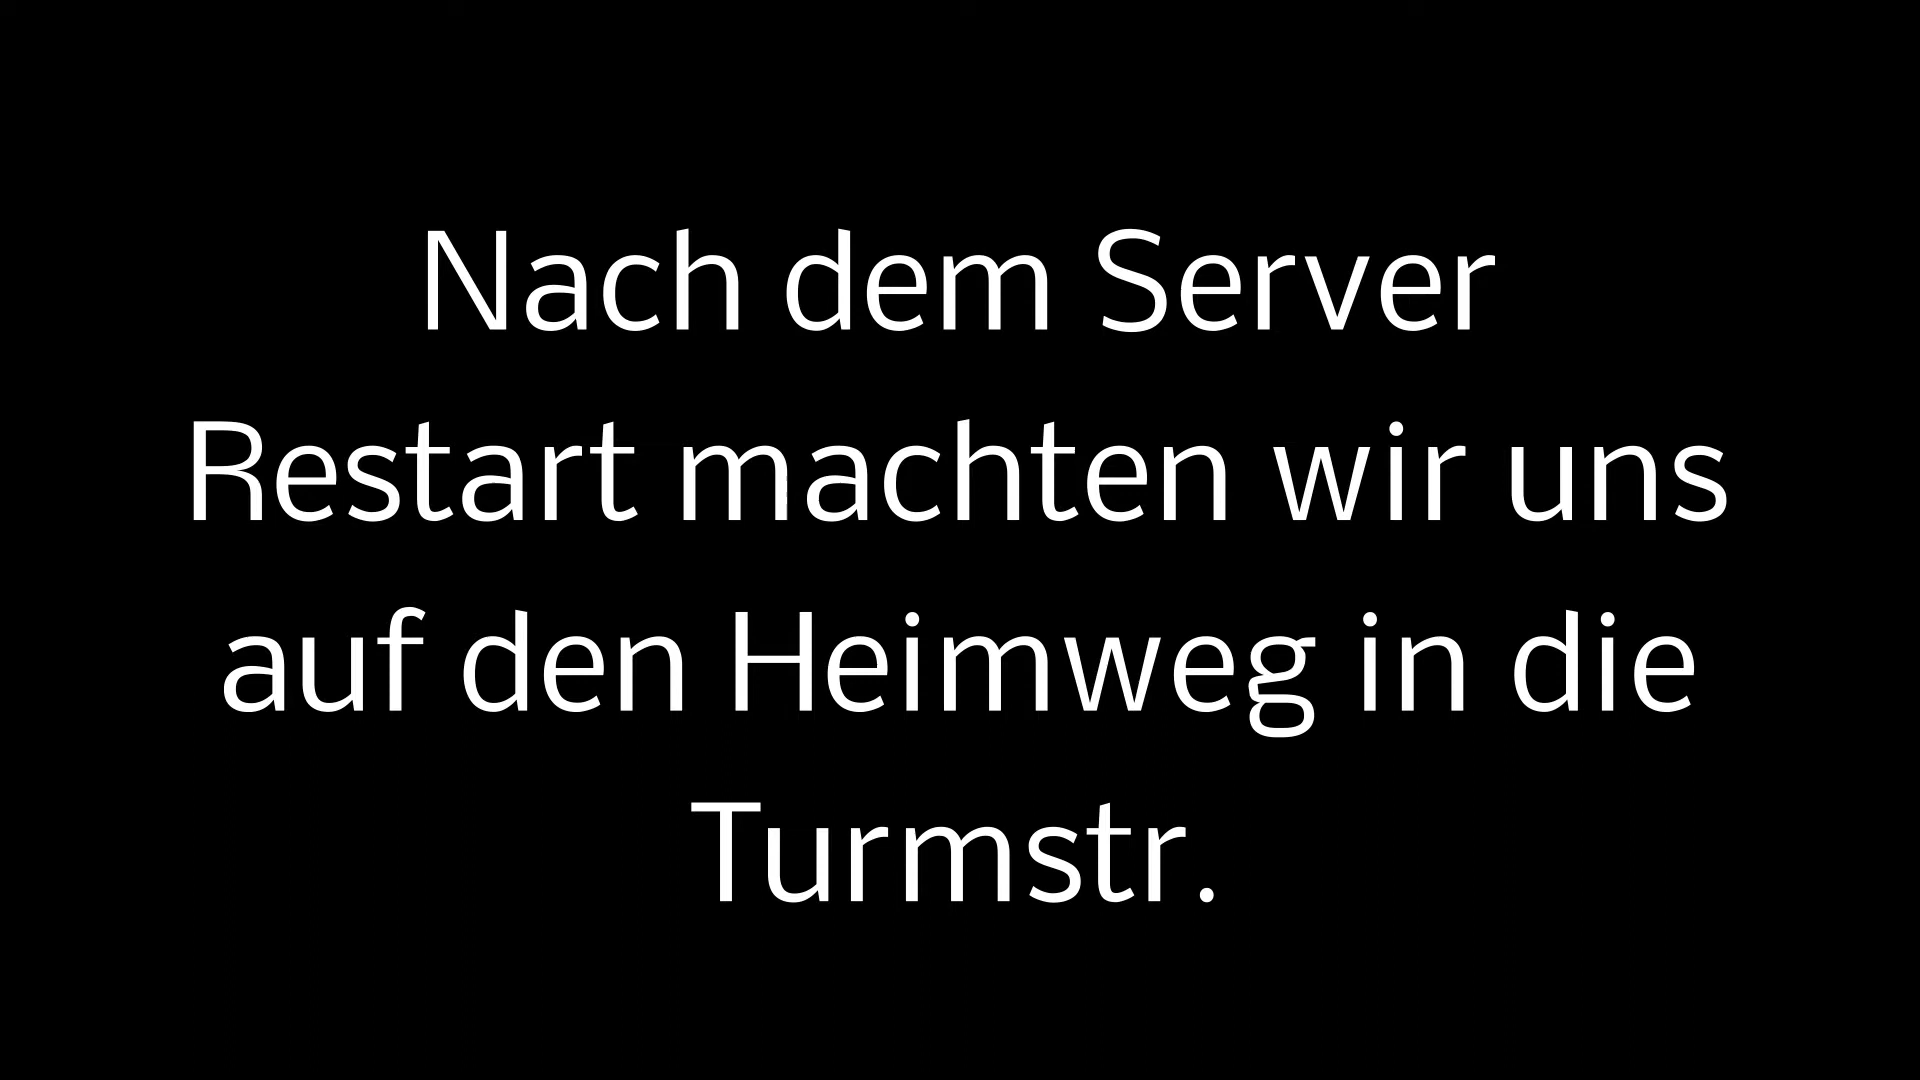 Nach dem Server
Restart machten wir uns
auf den Heimweg in die
Turmstr.